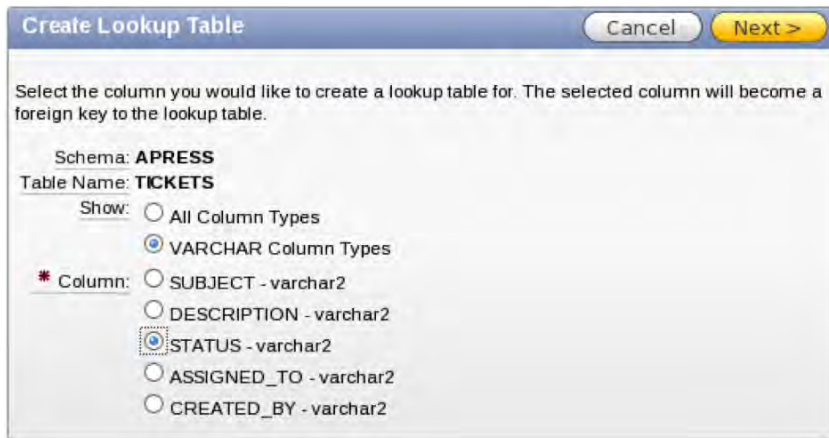 Create Lookup Table
Cancel
Next >
Select the column you would like to create a lookup table for. The selected column will become a
foreign key to the lookup table.
Schema: APRESS
Table Name: TICKETS
Show: All Column Types
VARCHAR Column Types
* Column: SUBJECT - varchar2
DESCRIPTION - varchar2
STATUS - varchar2
ASSIGNED_TO - varchar2
CREATED_BY - varchar2